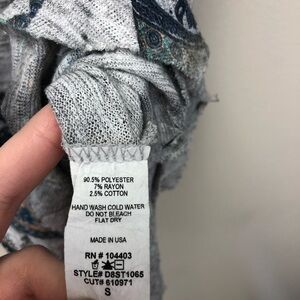 90.5% POLYESTER
7% RAYON
2.5% COTTON
HAND WASH COLD WATER
DO NOT BLEACH
FLAT DRY
MADE IN USA
RN # 104403
STYLE# D8ST1065
CUT# 610971
S